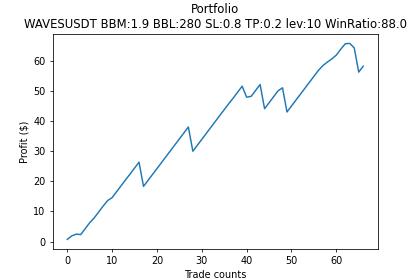 Portfolio
WAVESUSDT BBM:1.9 BBL:280 SL:0.8 TP:0.2 lev:10 WinRatio:88.0
60
50
40
30
20
10
0
Profit ($)
0 10 20 30 40 50 60
Trade counts